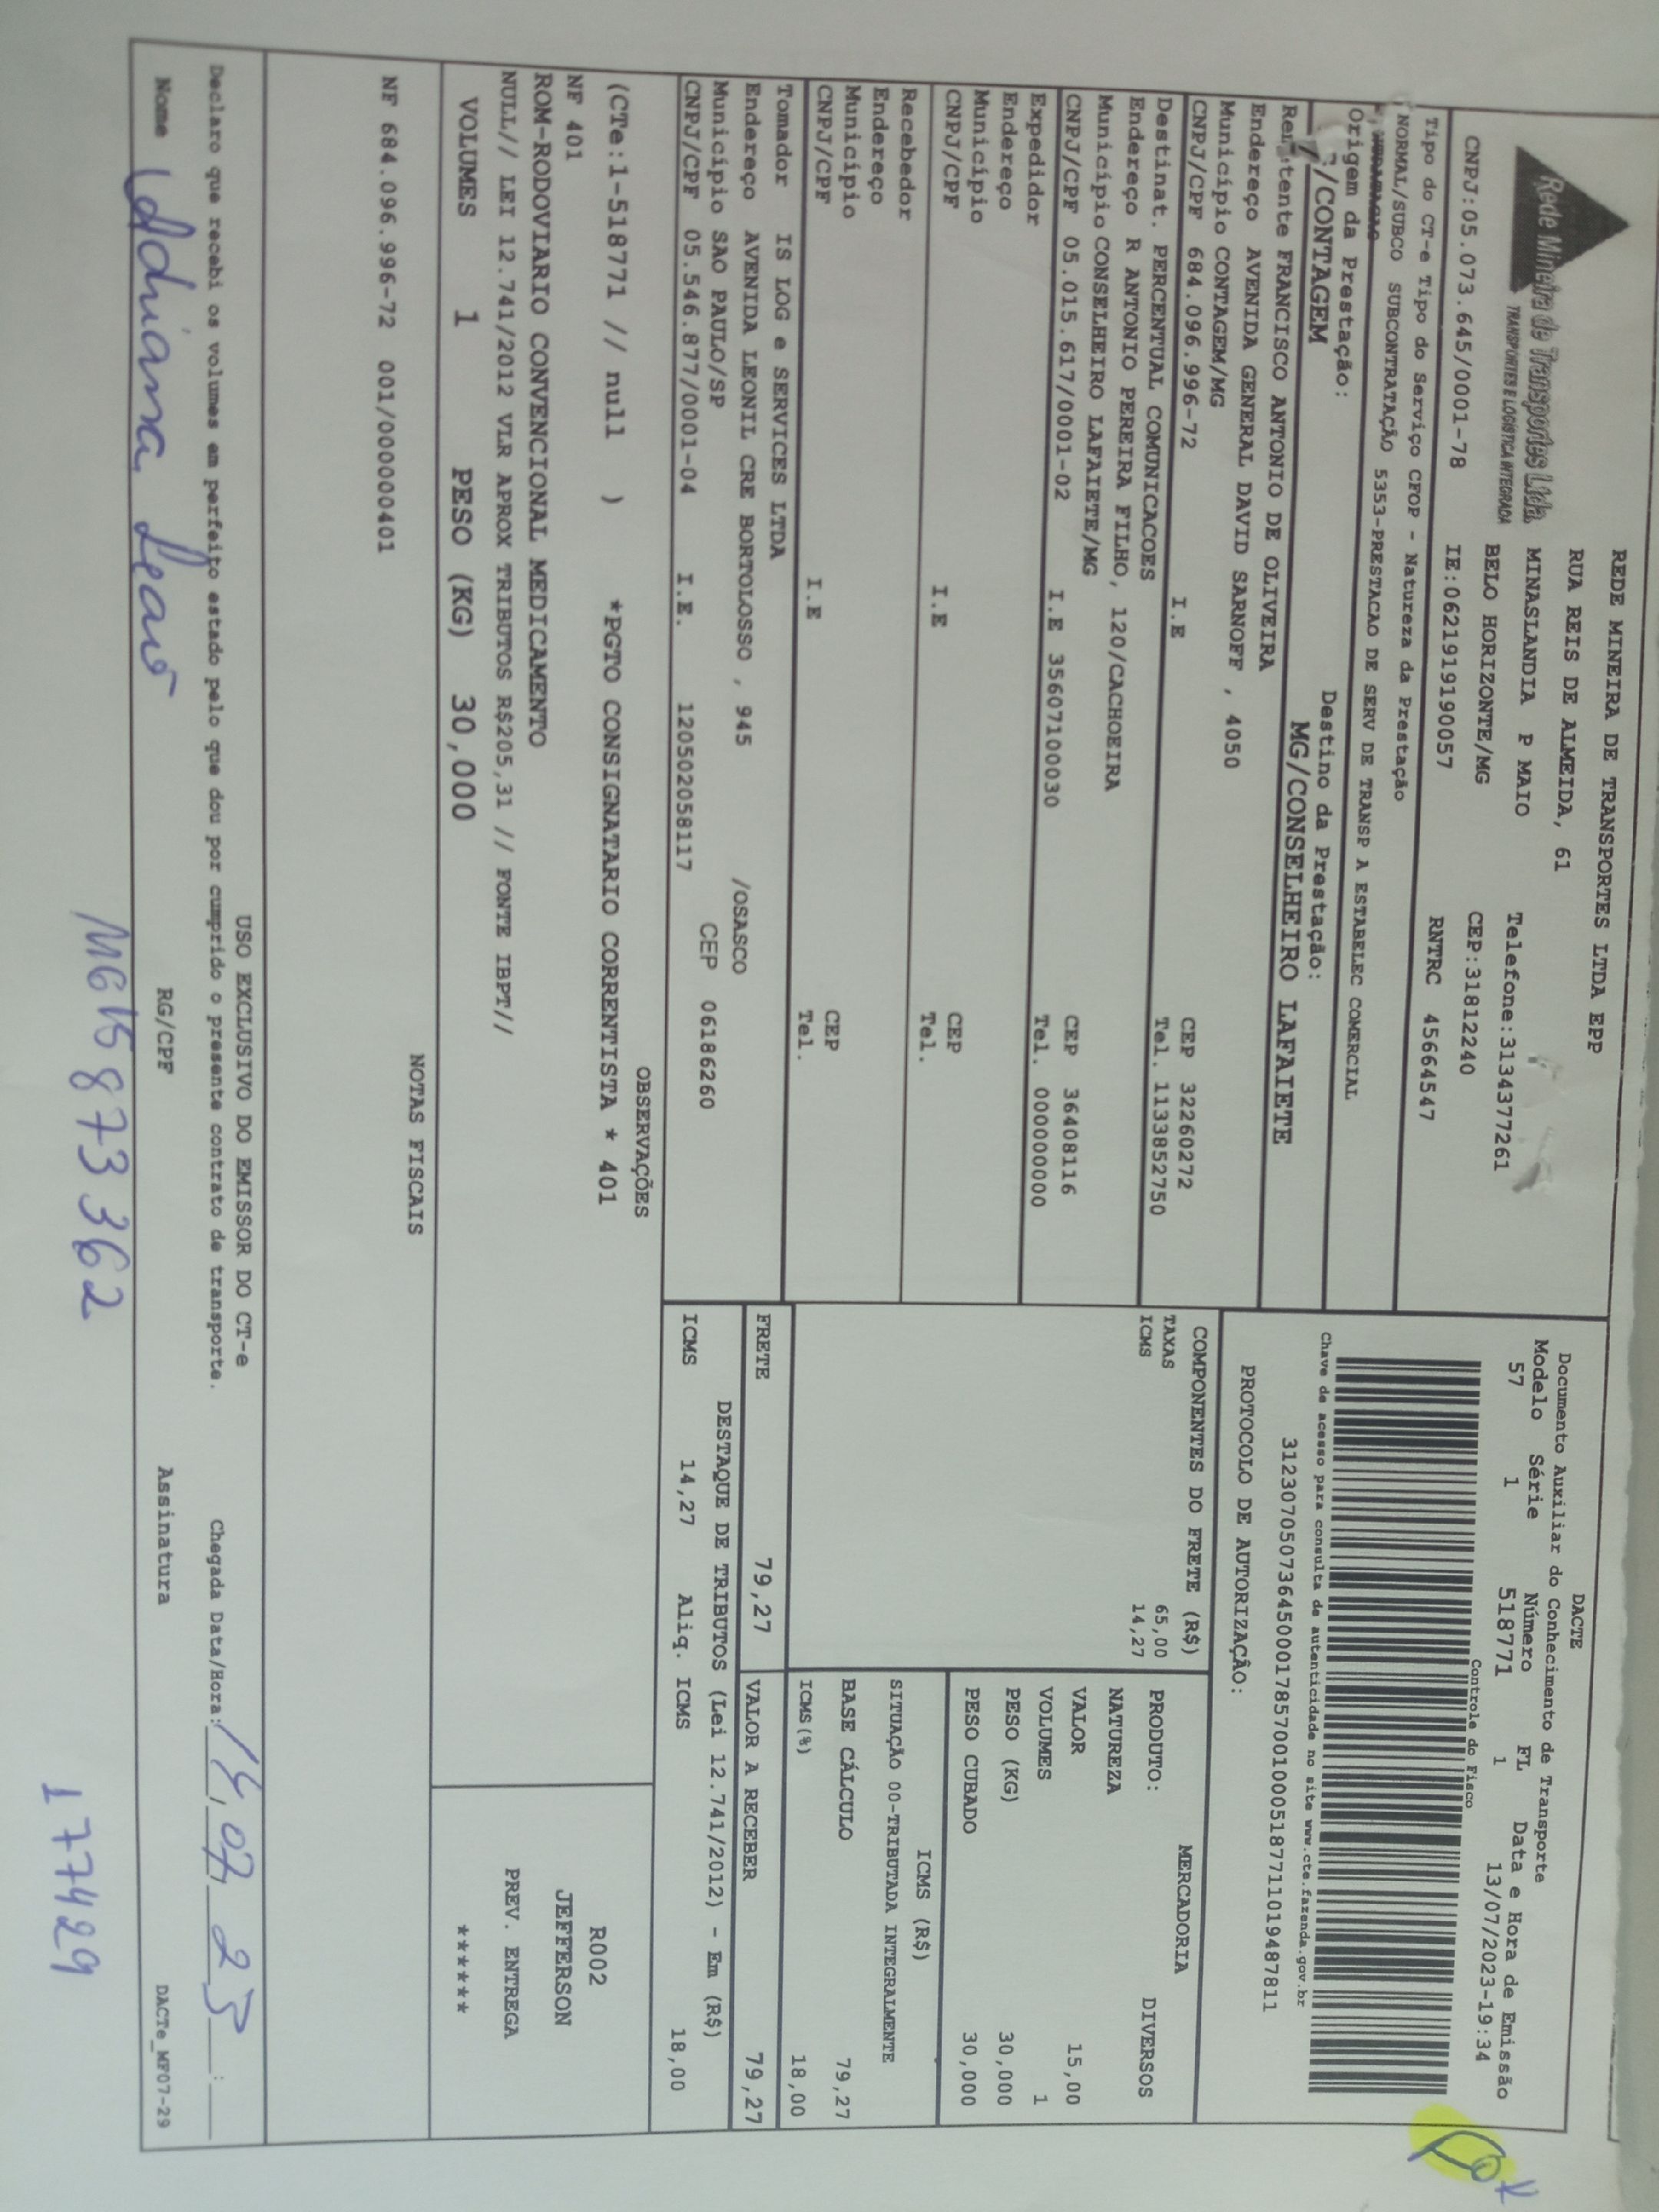 Rede Mineira de Transportes Ltda
TRANSPORTES E LOGÍSTICA INTEGRADA
REDE MINEIRA DE TRANSPORTES LTDA EPP
RUA REIS DE ALMEIDA, 61
MINASLANDIA P MAIO Telefone:3134377261
BELO HORIZONTE/MG CEP:31812240
CNPJ:05.073.645/0001-78 IE:0621919190057 RNTRC 45664547
DACTE
Documento Auxiliar do Conhecimento de Transporte
Modelo Série Número FL Data e Hora de Emissão
57 1 518771 1 13/07/2023-19:34
Controle do Fisco
Chave de acesso para consulta de autenticidade no site www.cte.fazenda.gov.br
31230705073645000178570010005187711019487811
PROTOCOLO DE AUTORIZAÇÃO:
Tipo do CT-e Tipo do Serviço CFOP - Natureza da Prestação
NORMAL/SUBCO SUBCONTRATAÇÃO 5353-PRESTACAO DE SERV DE TRANSP A ESTABELEC COMERCIAL
Origem da Prestação: Destino da Prestação:
/CONTAGEM MG/CONSELHEIRO LAFAIETE
Remetente FRANCISCO ANTONIO DE OLIVEIRA
Endereço AVENIDA GENERAL DAVID SARNOFF , 4050
Município CONTAGEM/MG CEP 32260272
CNPJ/CPF 684.096.996-72 I.E Tel. 1133852750
Destinat. PERCENTUAL COMUNICACOES
Endereço R ANTONIO PEREIRA FILHO, 120/CACHOEIRA
Município CONSELHEIRO LAFAIETE/MG CEP 36408116
CNPJ/CPF 05.015.617/0001-02 I.E 3560710003​0 Tel. 000000000
Expedidor
Endereço
Município CEP
CNPJ/CPF I.E Tel.
Recebedor
Endereço
Município CEP
CNPJ/CPF I.E Tel.
Tomador IS LOG e SERVICES LTDA
Endereço AVENIDA LEONIL CRE BORTOLOSSO , 945 /OSASCO
Município SAO PAULO/SP CEP 06186260
CNPJ/CPF 05.546.877/0001-04 I.E. 120502058117
COMPONENTES DO FRETE (R$)
TAXAS 65,00
ICMS 14,27
MERCADORIA
PRODUTO: DIVERSOS
NATUREZA
VALOR 15,00
VOLUMES 1
PESO (KG) 30,000
PESO CUBADO 30,000
ICMS (R$)
SITUAÇÃO 00-TRIBUTADA INTEGRALMENTE
BASE CÁLCULO 79,27
ICMS(%) 18,00
FRETE 79,27 VALOR A RECEBER 79,27
DESTAQUE DE TRIBUTOS (Lei 12.741/2012) - Em (R$)
ICMS 14,27 Aliq. ICMS 18,00
OBSERVAÇÕES
(CTe:1-518771 // null ) *PGTO CONSIGNATARIO CORRENTISTA * 401
NF 401
ROM-RODOVIARIO CONVENCIONAL MEDICAMENTO
NULL// LEI 12.741/2012 VLR APROX TRIBUTOS R$205,31 // FONTE IBPT//
VOLUMES 1 PESO (KG) 30,000
R002
JEFFERSON
PREV. ENTREGA
******
NOTAS FISCAIS
NF 684.096.996-72 001/000000401
USO EXCLUSIVO DO EMISSOR DO CT-e
Declaro que recebi os volumes em perfeito estado pelo que dou por cumprido o presente contrato de transporte. Chegada Data/Hora: 14,07 23 :
Nome Adriana Leao RG/CPF Assinatura DACTe_MF07-29
MG15873362
177429